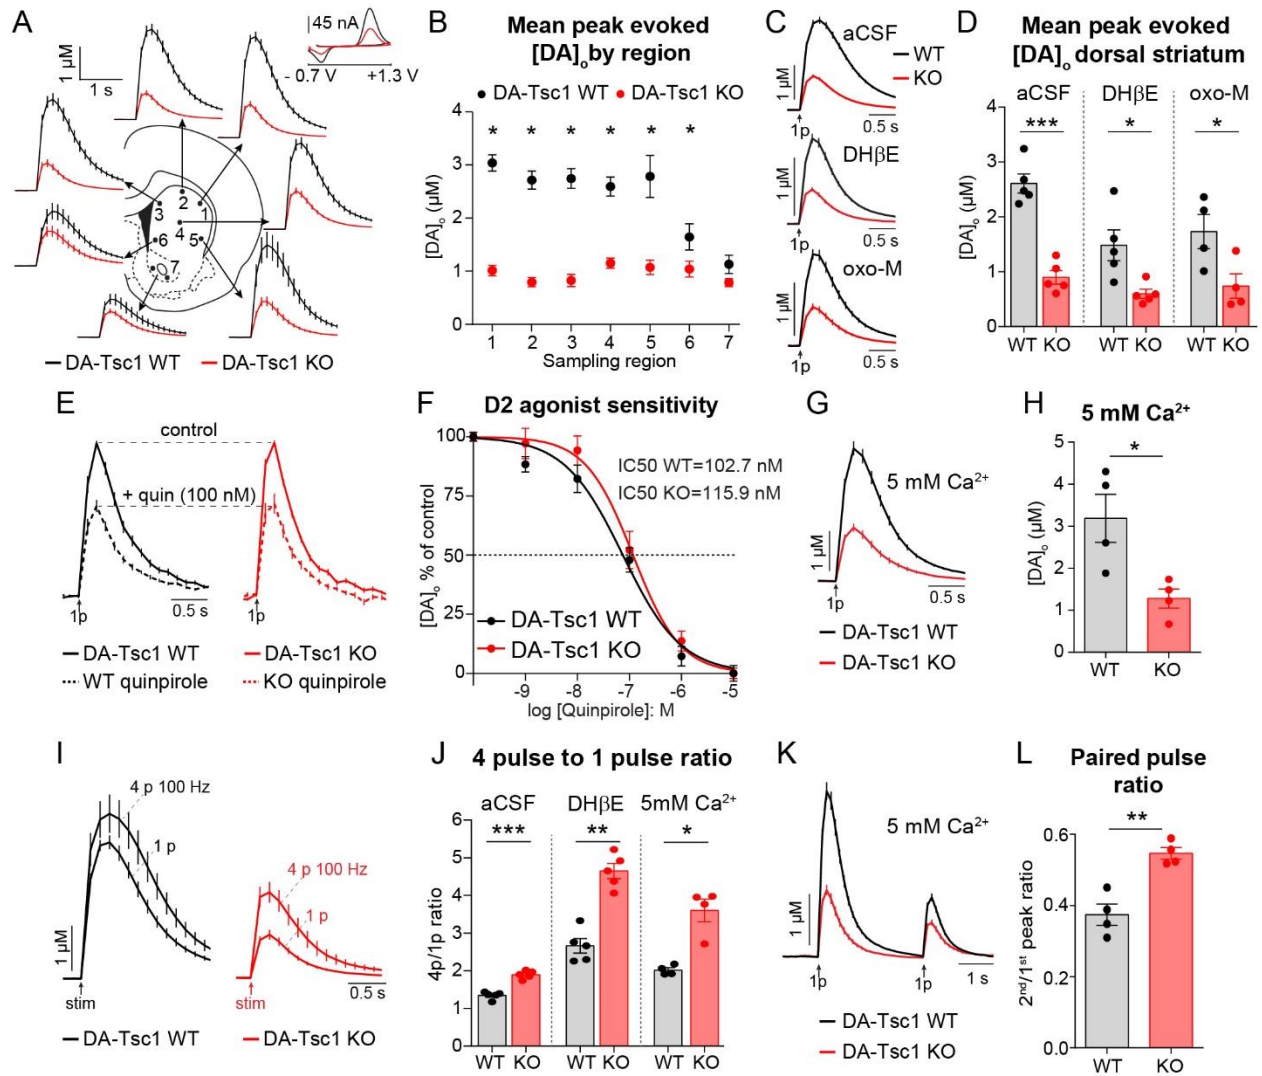 A
45 nA
- 0.7 V
+1.3 V
1 µM
1 s
1
2
3
4
5
6
7
DA-Tsc1 WT
DA-Tsc1 KO
B
Mean peak evoked
[DA]o by region
DA-Tsc1 WT
DA-Tsc1 KO
* * * * * *
[DA]o (µM)
4
3
2
1
0
1 2 3 4 5 6 7
Sampling region
C
aCSF
WT
KO
1 µM
1p
0.5 s
DHβE
1 µM
1p
0.5 s
oxo-M
1 µM
1p
0.5 s
D
Mean peak evoked
[DA]o dorsal striatum
aCSF DHβE oxo-M
*** * *
[DA]o (µM)
4
3
2
1
0
WT KO WT KO WT KO
E
control
+ quin (100 nM)
1p
0.5 s
1p
DA-Tsc1 WT
WT quinpirole
DA-Tsc1 KO
KO quinpirole
F
D2 agonist sensitivity
IC50 WT=102.7 nM
IC50 KO=115.9 nM
[DA]o % of control
100
75
50
25
0
DA-Tsc1 WT
DA-Tsc1 KO
-9 -8 -7 -6 -5
log [Quinpirole]: M
G
5 mM Ca²⁺
1 µM
1p
0.5 s
DA-Tsc1 WT
DA-Tsc1 KO
H
5 mM Ca²⁺
*
[DA]o (µM)
5
4
3
2
1
0
WT KO
I
4 p 100 Hz
1 p
1 µM
stim
4 p 100 Hz
1 p
stim
0.5 s
DA-Tsc1 WT
DA-Tsc1 KO
J
4 pulse to 1 pulse ratio
aCSF DHβE 5mM Ca²⁺
*** ** *
4p/1p ratio
6
5
4
3
2
1
0
WT KO WT KO WT KO
K
5 mM Ca²⁺
1 µM
1p
1p
1 s
DA-Tsc1 WT
DA-Tsc1 KO
L
Paired pulse
ratio
**
2nd/1st peak ratio
0.6
0.4
0.2
0.0
WT KO